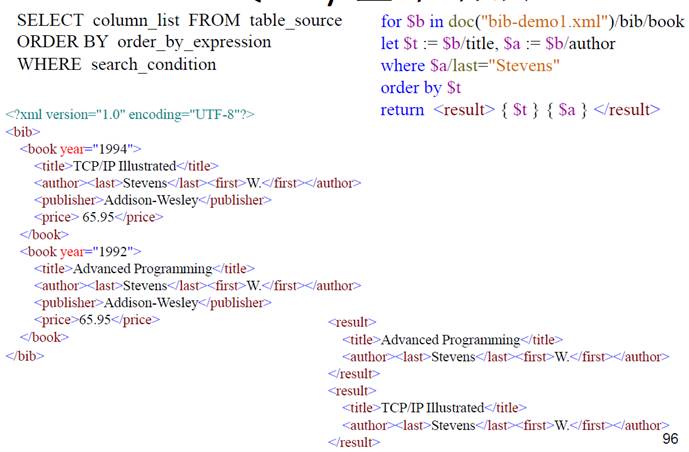 SELECT column_list FROM table_source
ORDER BY order_by_expression
WHERE search_condition
for $b in doc("bib-demo1.xml")/bib/book
let $t := $b/title, $a := $b/author
where $a/last="Stevens"
order by $t
return <result> { $t } { $a } </result>
<?xml version="1.0" encoding="UTF-8"?>
<bib>
<book year="1994">
<title>TCP/IP Illustrated</title>
<author><last>Stevens</last><first>W.</first></author>
<publisher>Addison-Wesley</publisher>
<price> 65.95</price>
</book>
<book year="1992">
<title>Advanced Programming</title>
<author><last>Stevens</last><first>W.</first></author>
<publisher>Addison-Wesley</publisher>
<price>65.95</price>
</book>
</bib>
<result>
<title>Advanced Programming</title>
<author><last>Stevens</last><first>W.</first></author>
</result>
<result>
<title>TCP/IP Illustrated</title>
<author><last>Stevens</last><first>W.</first></author>
</result>
96